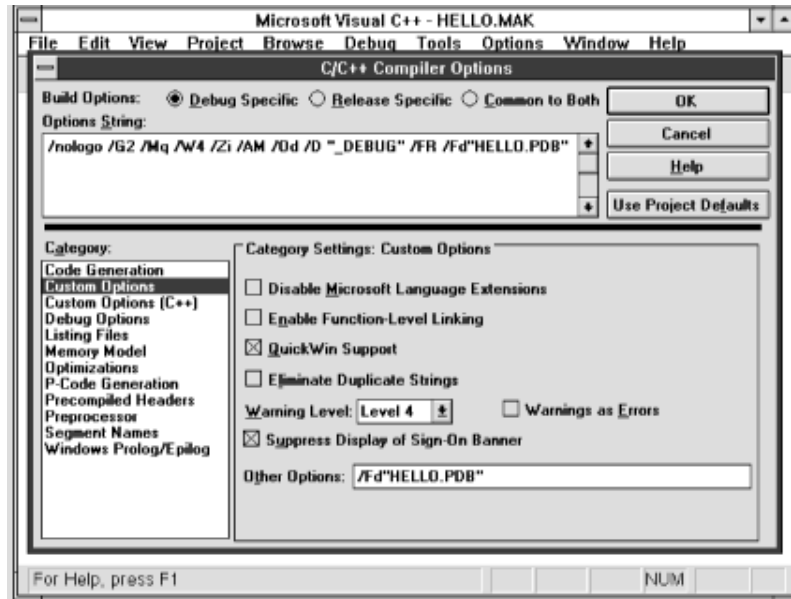 Microsoft Visual C++ - HELLO.MAK
File Edit View Project Browse Debug Tools Options Window Help
C/C++ Compiler Options
Build Options: Debug Specific Release Specific Common to Both
OK
Options String:
/nologo /G2 /Mq /W4 /Zi /AM /Od /D "_DEBUG" /FR /Fd"HELLO.PDB"
Cancel
Help
Use Project Defaults
Category:
Code Generation
Custom Options
Custom Options (C++)
Debug Options
Listing Files
Memory Model
Optimizations
P-Code Generation
Precompiled Headers
Preprocessor
Segment Names
Windows Prolog/Epilog
Category Settings: Custom Options
Disable Microsoft Language Extensions
Enable Function-Level Linking
QuickWin Support
Eliminate Duplicate Strings
Warning Level: Level 4 Warnings as Errors
Suppress Display of Sign-On Banner
Other Options: /Fd"HELLO.PDB"
For Help, press F1 NUM